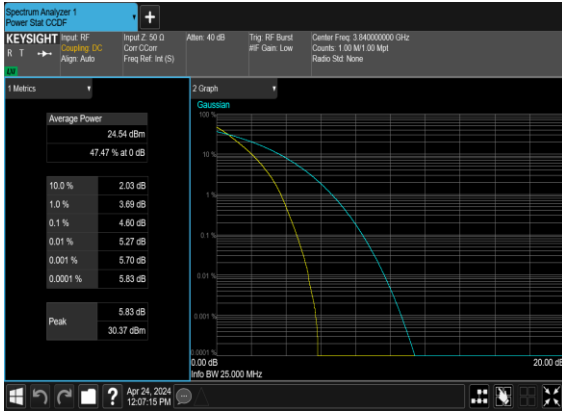 Spectrum Analyzer 1
Power Stat CCDF
+
KEYSIGHT
R T
LXI
Input: RF
Coupling: DC
Align: Auto
Input Z: 50 Ω
Corr CCorr
Freq Ref: Int (S)
Atten: 40 dB
Trig: RF Burst
#IF Gain: Low
Center Freq: 3.840000000 GHz
Counts: 1.00 M/1.00 Mpt
Radio Std: None
1 Metrics
Average Power
24.54 dBm
47.47 % at 0 dB
10.0 % 2.03 dB
1.0 % 3.69 dB
0.1 % 4.60 dB
0.01 % 5.27 dB
0.001 % 5.70 dB
0.0001 % 5.83 dB
Peak
5.83 dB
30.37 dBm
2 Graph
Gaussian
100 %
10 %
1 %
0.1 %
0.01 %
0.001 %
0.0001 %
0.00 dB
20.00 dB
Info BW 25.000 MHz
?
Apr 24, 2024
12:07:15 PM